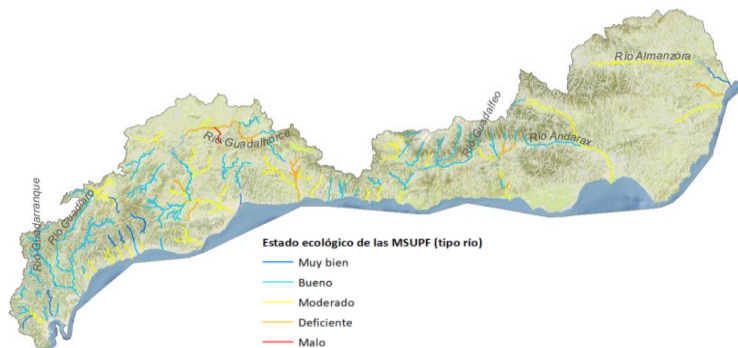 Río Almanzora
Río Guadalfeo
Río Guadalhorce
Río Andarax
Río Guadiaro
Río Guadarranque
Estado ecológico de las MSUPF (tipo río)
Muy bien
Bueno
Moderado
Deficiente
Malo